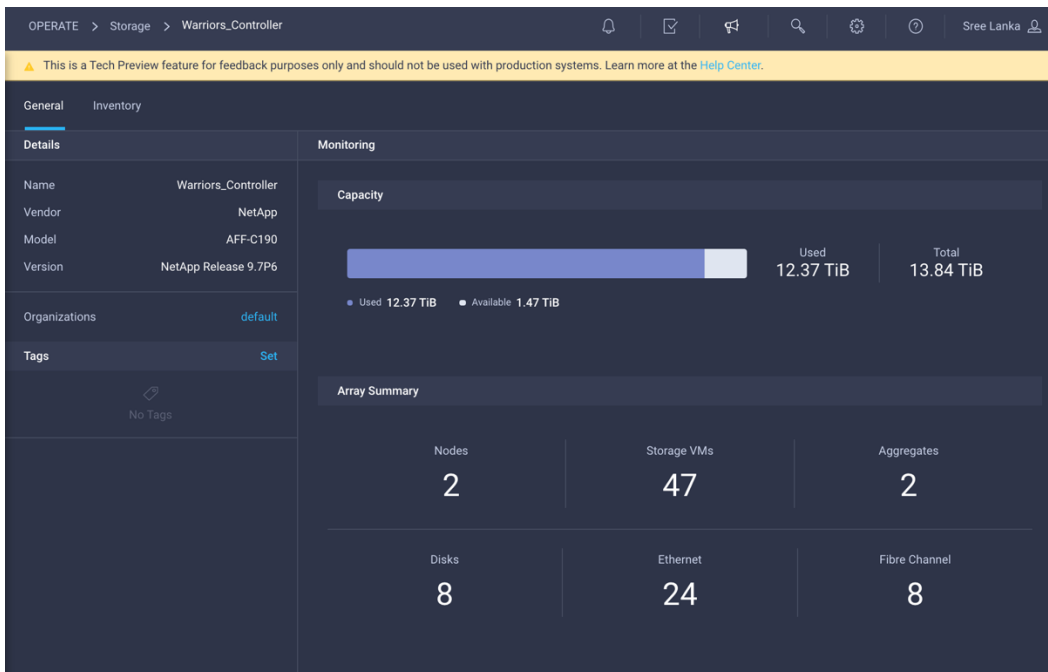 OPERATE > Storage > Warriors_Controller
Sree Lanka
This is a Tech Preview feature for feedback purposes only and should not be used with production systems. Learn more at the Help Center.
General Inventory
Details
Name Warriors_Controller
Vendor NetApp
Model AFF-C190
Version NetApp Release 9.7P6
Organizations default
Tags Set
No Tags
Monitoring
Capacity
Used Total
12.37 TiB 13.84 TiB
Used 12.37 TiB Available 1.47 TiB
Array Summary
Nodes Storage VMs Aggregates
2 47 2
Disks Ethernet Fibre Channel
8 24 8